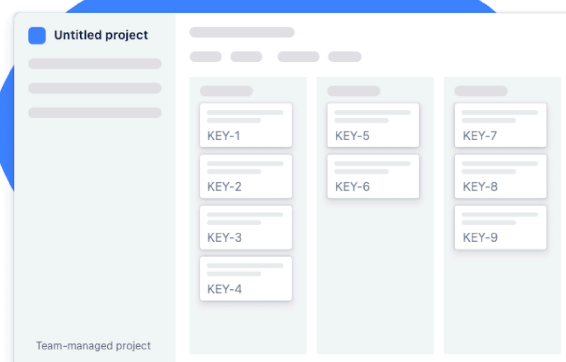 Untitled project
KEY-1
KEY-2
KEY-3
KEY-4
KEY-5
KEY-6
KEY-7
KEY-8
KEY-9
Team-managed project